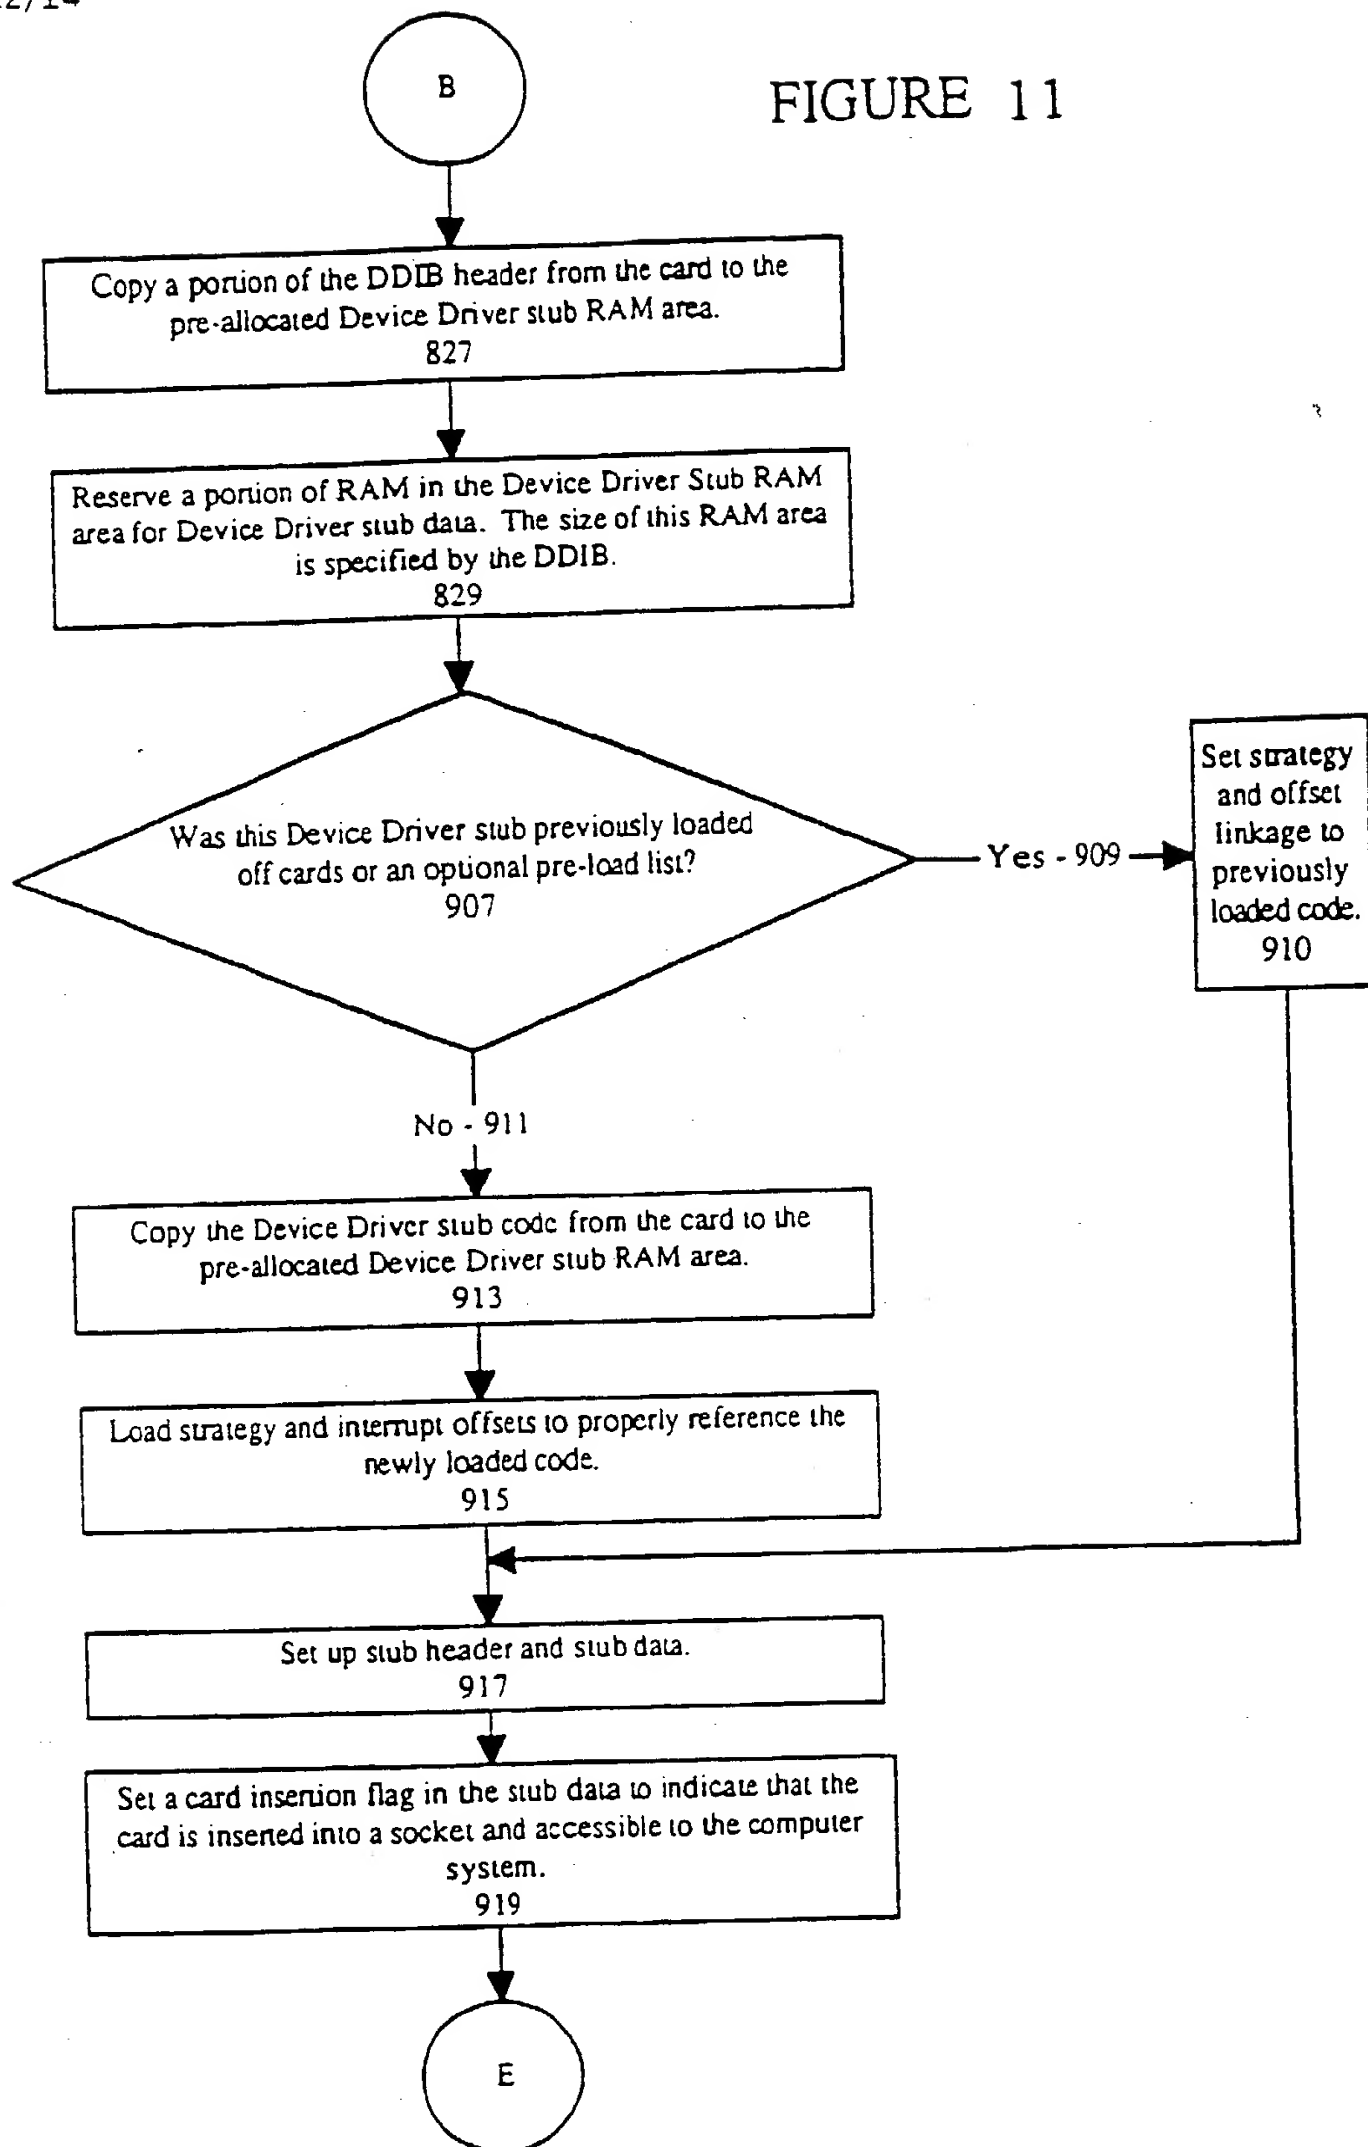 B
FIGURE 11
Copy a portion of the DDIB header from the card to the
pre-allocated Device Driver stub RAM area.
827
Reserve a portion of RAM in the Device Driver Stub RAM
area for Device Driver stub data. The size of this RAM area
is specified by the DDIB.
829
Was this Device Driver stub previously loaded
off cards or an optional pre-load list?
907
Yes - 909
Set strategy
and offset
linkage to
previously
loaded code.
910
No - 911
Copy the Device Driver stub code from the card to the
pre-allocated Device Driver stub RAM area.
913
Load strategy and interrupt offsets to properly reference the
newly loaded code.
915
Set up stub header and stub data.
917
Set a card insertion flag in the stub data to indicate that the
card is inserted into a socket and accessible to the computer
system.
919
E